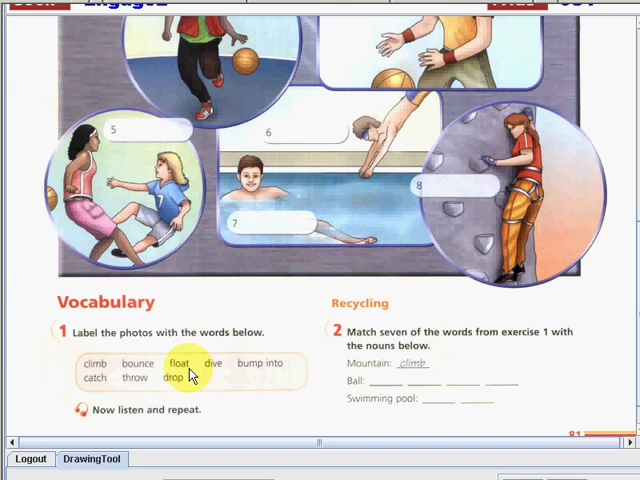 5
6
7
8
Vocabulary
1 Label the photos with the words below.
climb bounce float dive bump into
catch throw drop
Now listen and repeat.
Recycling
2 Match seven of the words from exercise 1 with
the nouns below.
Mountain: climb
Ball:
Swimming pool:
81
Logout DrawingTool